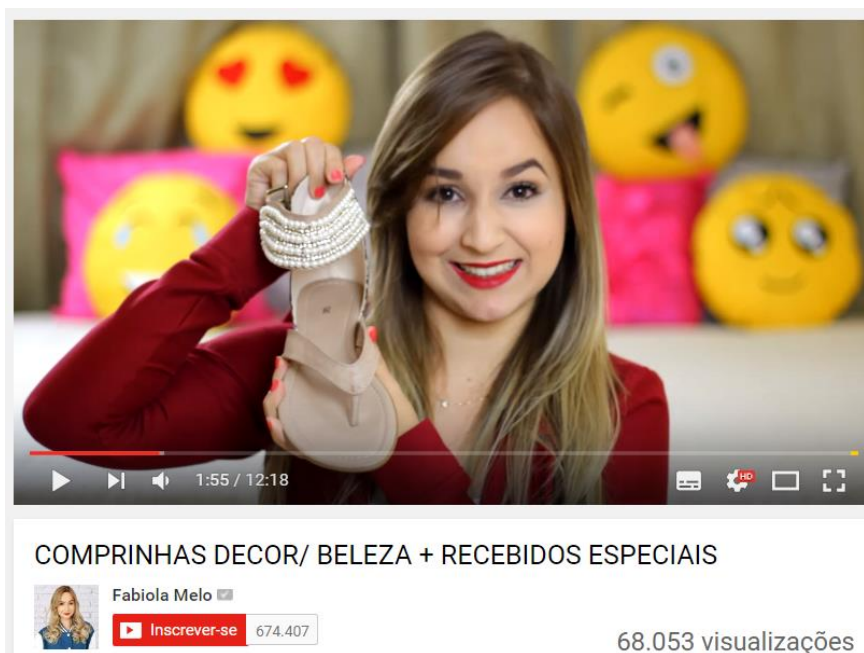 1:55 / 12:18
HD
COMPRINHAS DECOR/ BELEZA + RECEBIDOS ESPECIAIS
Fabiola Melo
Inscrever-se 674.407
68.053 visualizações